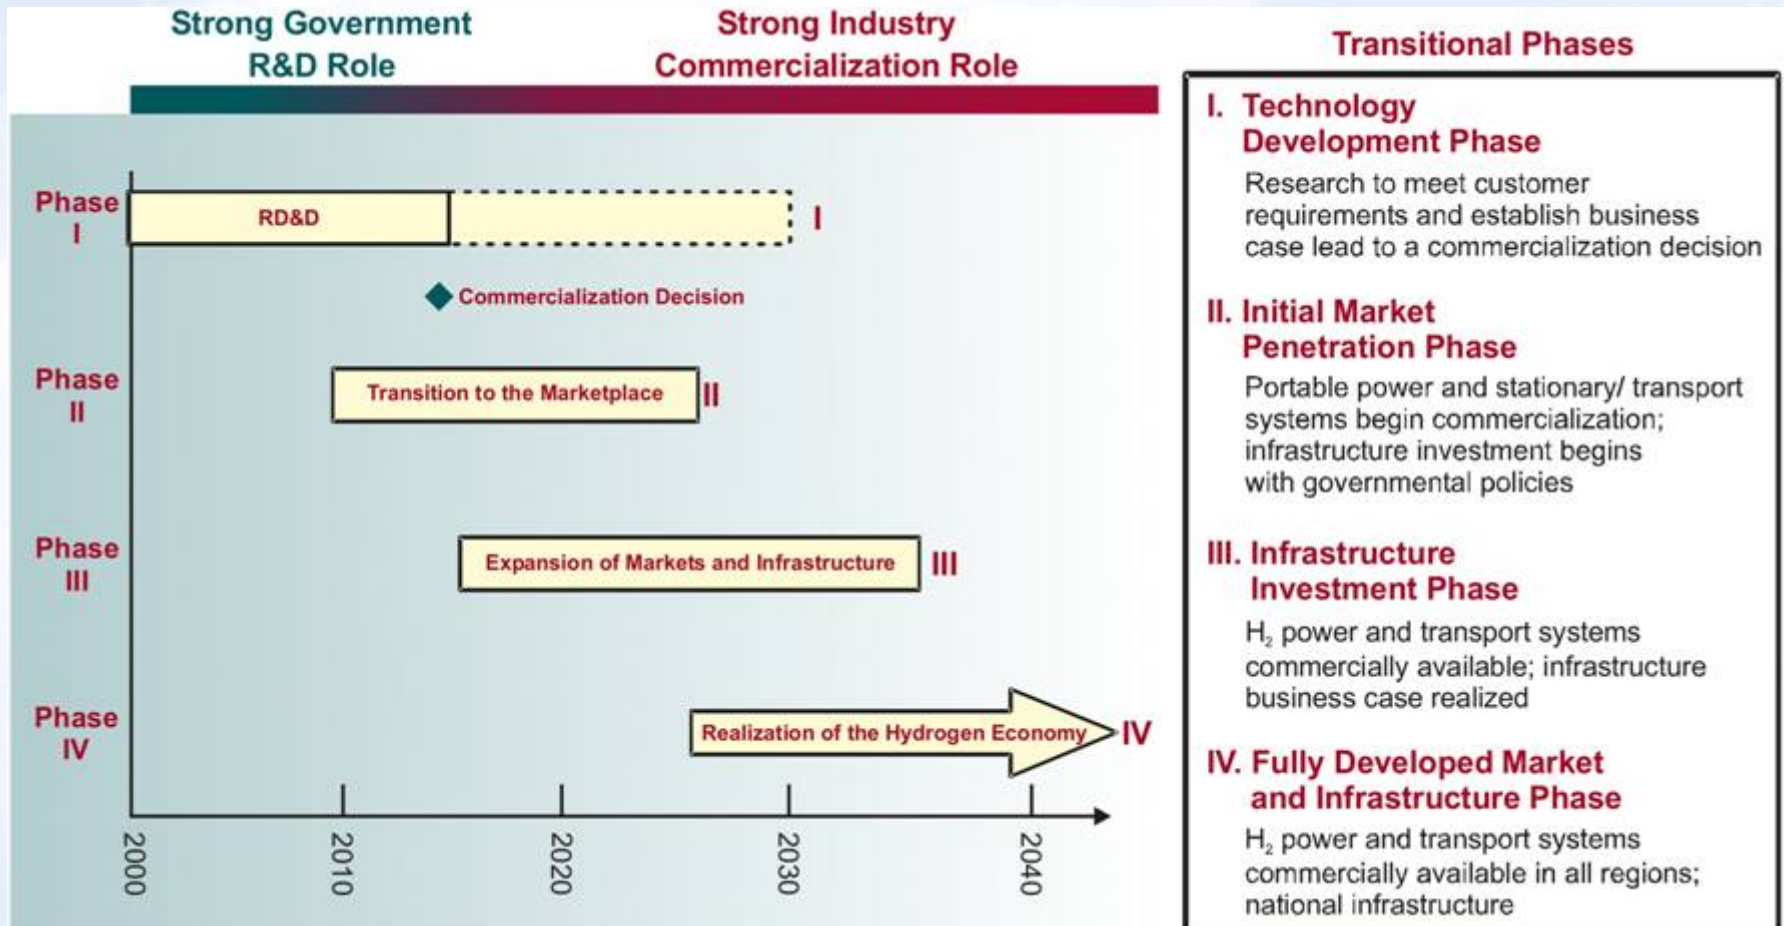 Strong Government
R&D Role
Strong Industry
Commercialization Role
Phase
I
RD&D
I
Commercialization Decision
Phase
II
Transition to the Marketplace
II
Phase
III
Expansion of Markets and Infrastructure
III
Phase
IV
Realization of the Hydrogen Economy
IV
2000
2010
2020
2030
2040
Transitional Phases
I. Technology
Development Phase
Research to meet customer
requirements and establish business
case lead to a commercialization decision
II. Initial Market
Penetration Phase
Portable power and stationary/ transport
systems begin commercialization;
infrastructure investment begins
with governmental policies
III. Infrastructure
Investment Phase
H₂ power and transport systems
commercially available; infrastructure
business case realized
IV. Fully Developed Market
and Infrastructure Phase
H₂ power and transport systems
commercially available in all regions;
national infrastructure